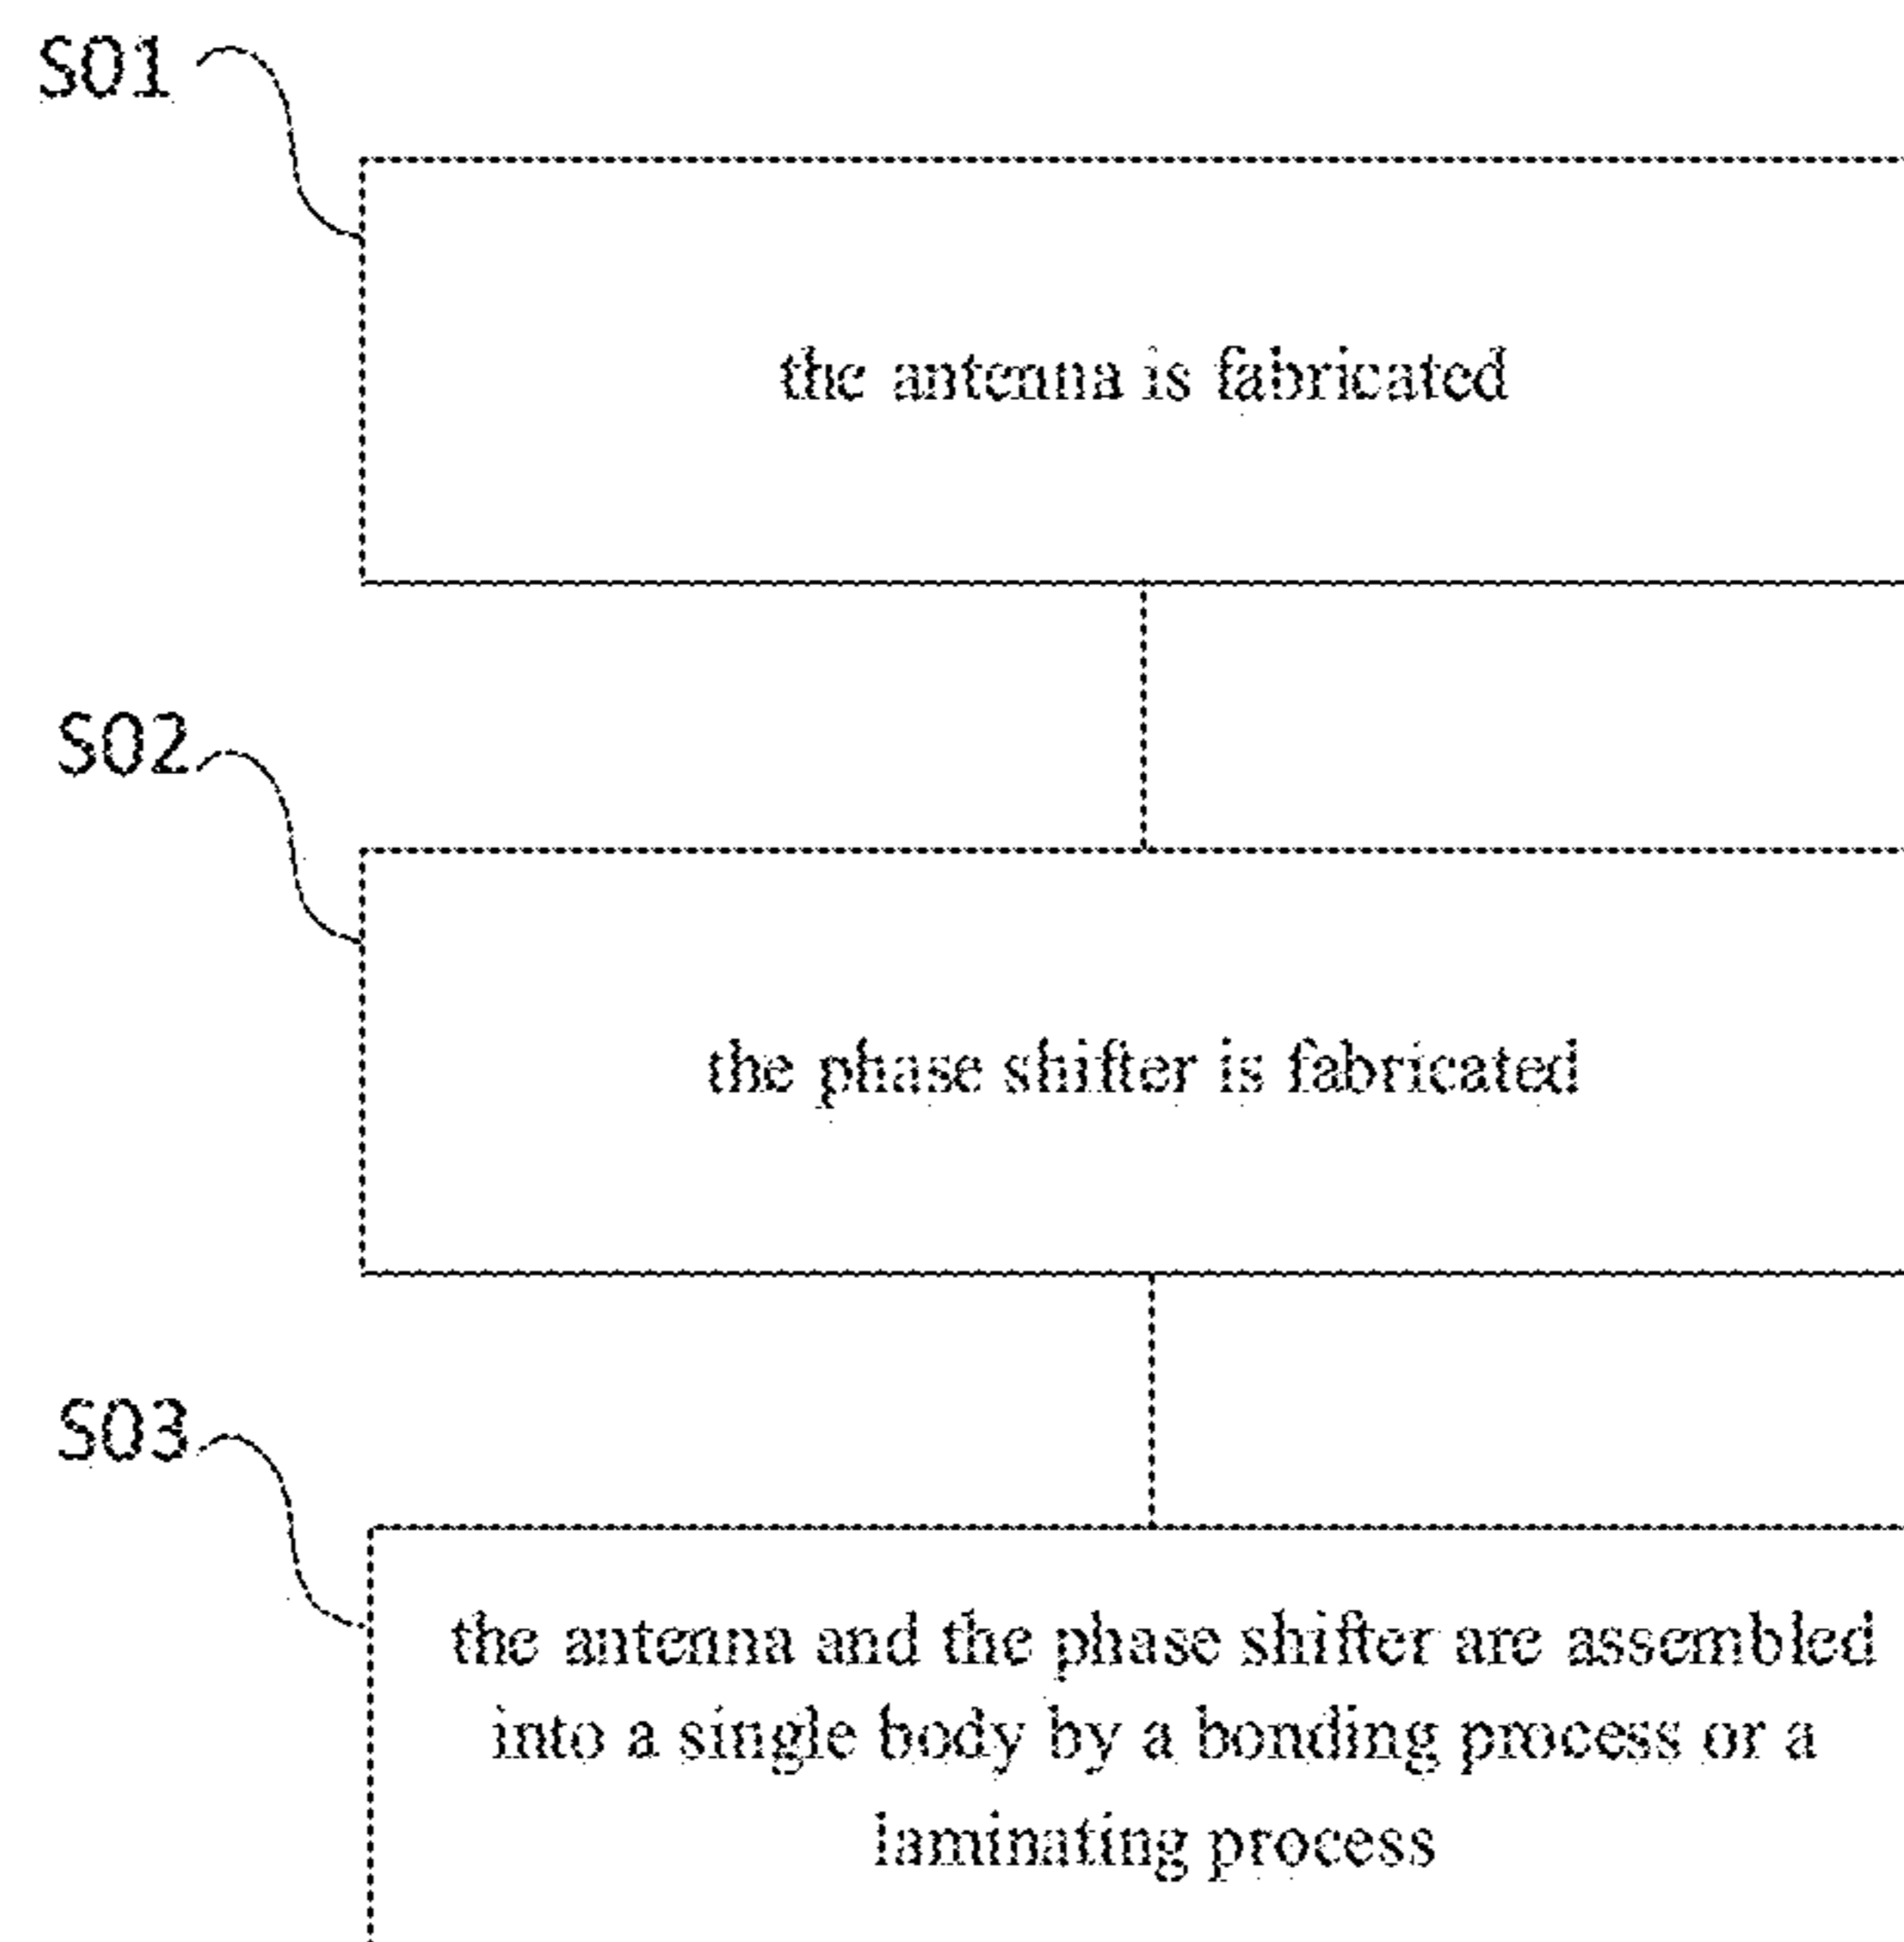 S01
the antenna is fabricated
S02
the phase shifter is fabricated
S03
the antenna and the phase shifter are assembled
into a single body by a bonding process or a
laminating process